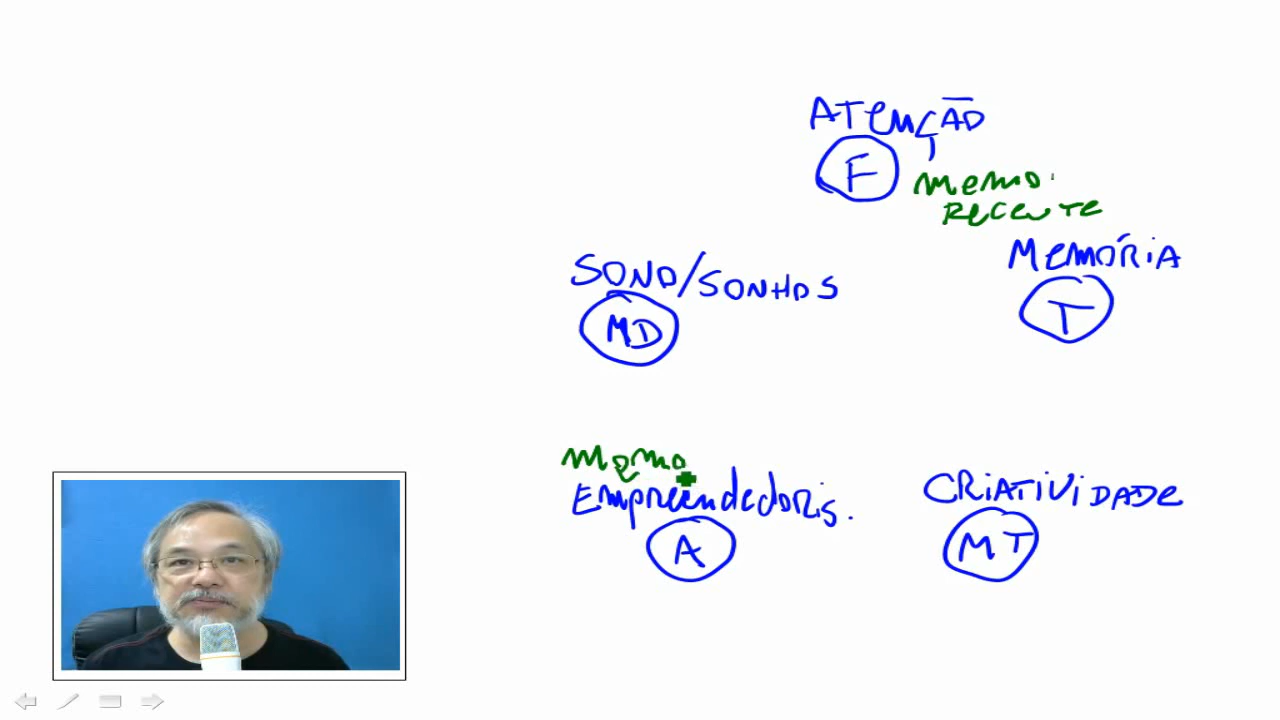 ATENÇÃO
F
memo.
Recente
MEMÓRIA
T
SONO/SONHOS
MD
memo
Empreendedoris.
A
CRIATIVIDADE
MT